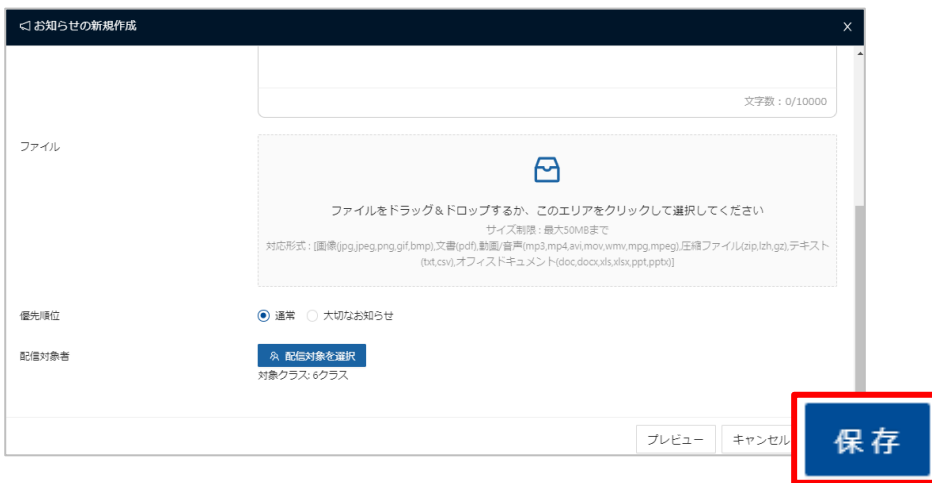 お知らせの新規作成
文字数：0/10000
ファイル
ファイルをドラッグ＆ドロップするか、このエリアをクリックして選択してください
サイズ制限 : 最大50MBまで
対応形式 : [画像(jpg,jpeg,png,gif,bmp),文書(pdf),動画/音声(mp3,mp4,avi,mov,wmv,mpg,mpeg),圧縮ファイル(zip,lzh,gz),テキスト
(txt,csv),オフィスドキュメント(doc,docx,xls,xlsx,ppt,pptx)]
優先順位
通常 大切なお知らせ
配信対象者
配信対象を選択
対象クラス: 6クラス
プレビュー キャンセル 保存